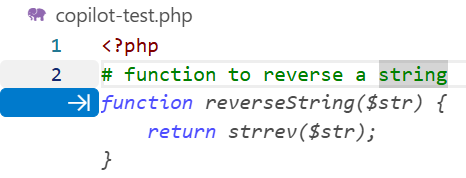 copilot-test.php
1 <?php
2 # function to reverse a string
function reverseString($str) {
    return strrev($str);
}